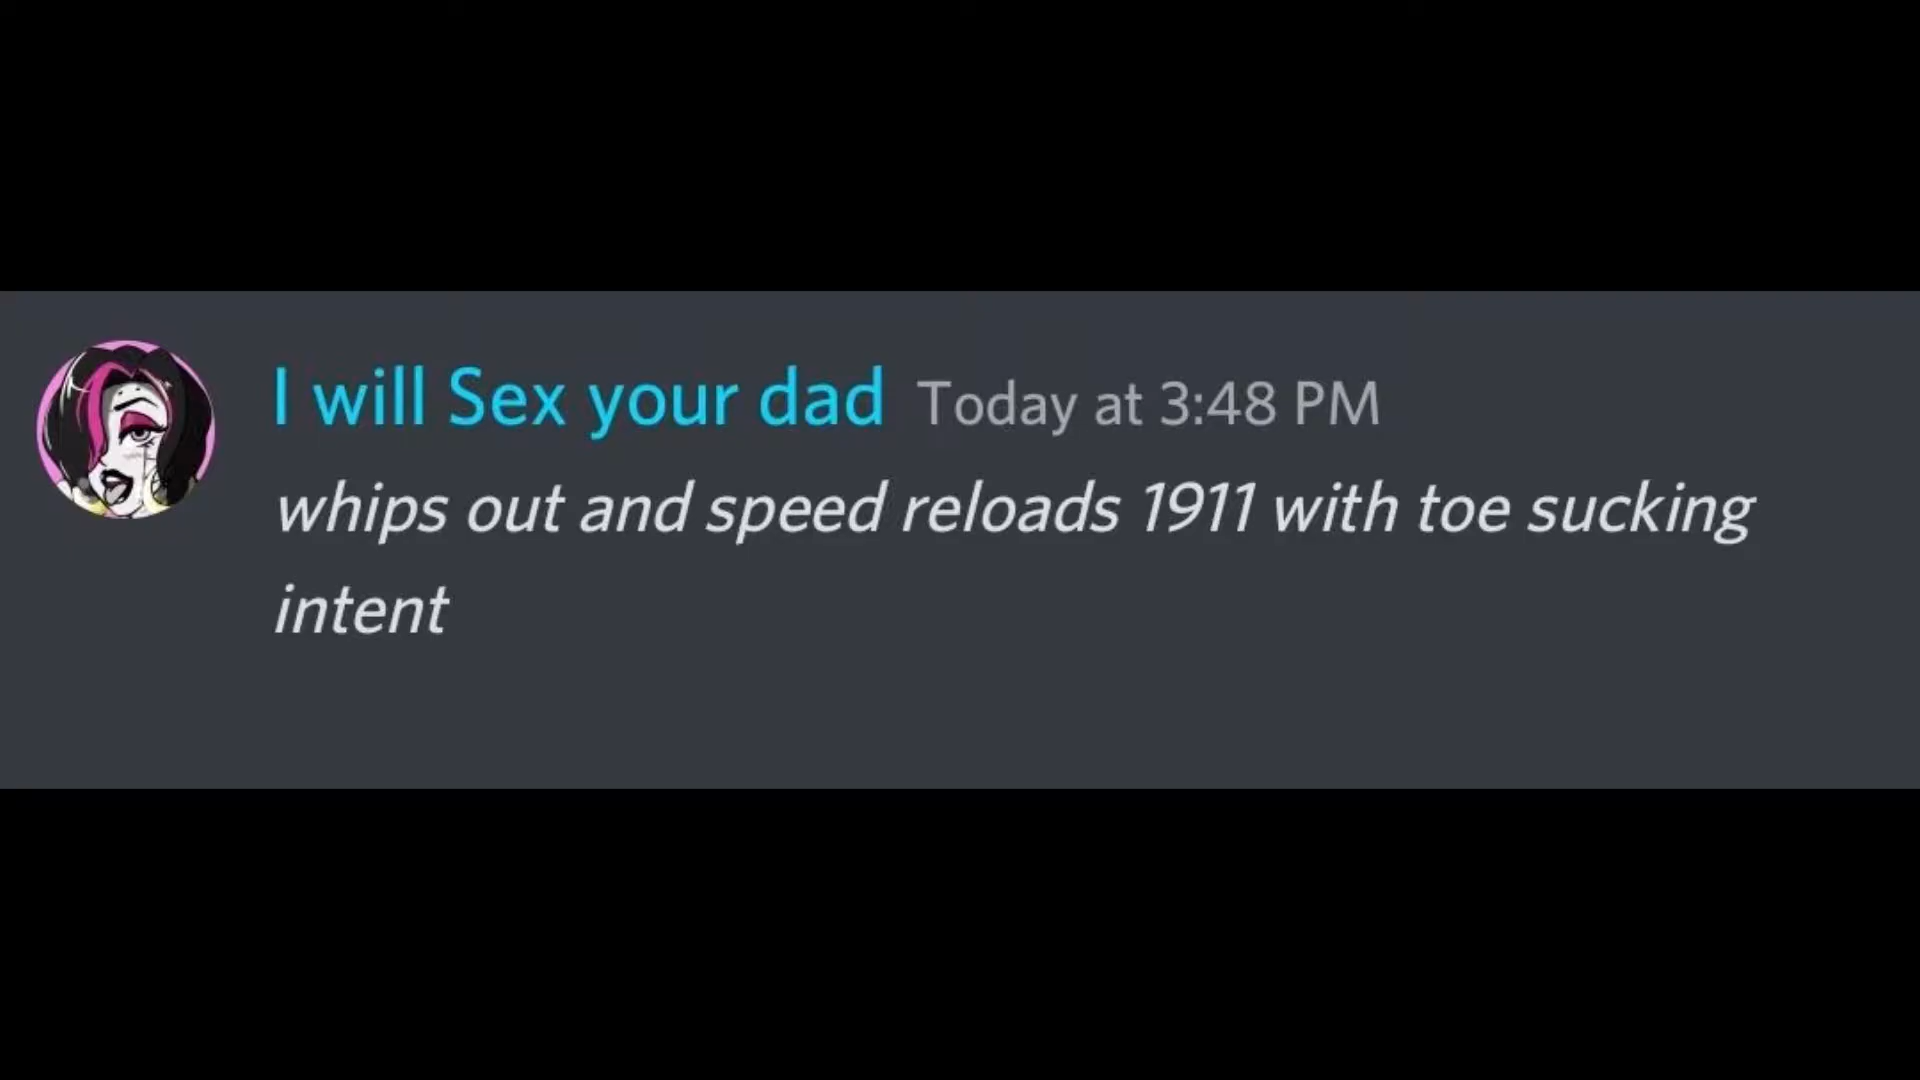 I will Sex your dad Today at 3:48 PM
whips out and speed reloads 1911 with toe sucking
intent